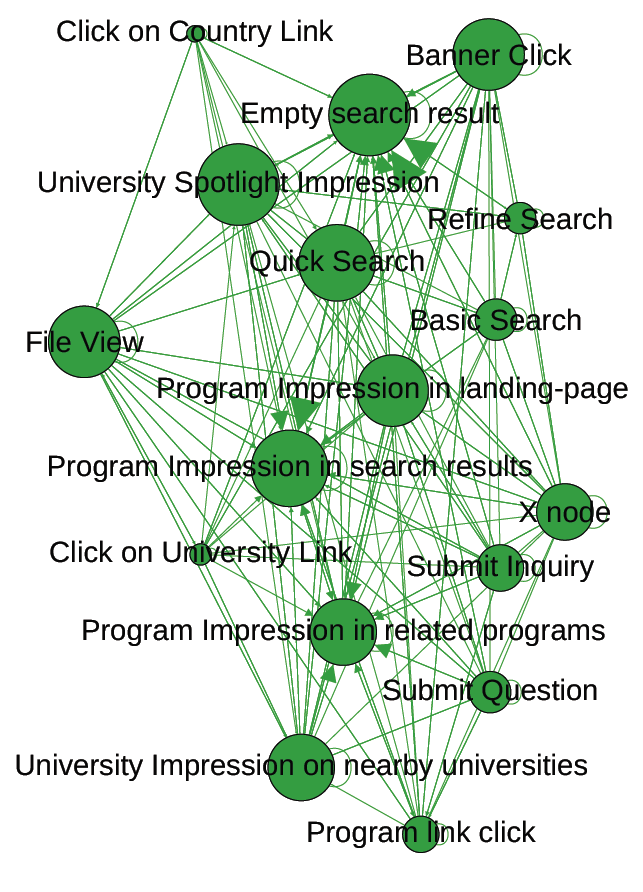 Click on Country Link
Banner Click
Empty search result
University Spotlight Impression
Refine Search
Quick Search
Basic Search
File View
Program Impression in landing-page
Program Impression in search results
X node
Click on University Link
Submit Inquiry
Program Impression in related programs
Submit Question
University Impression on nearby universities
Program link click